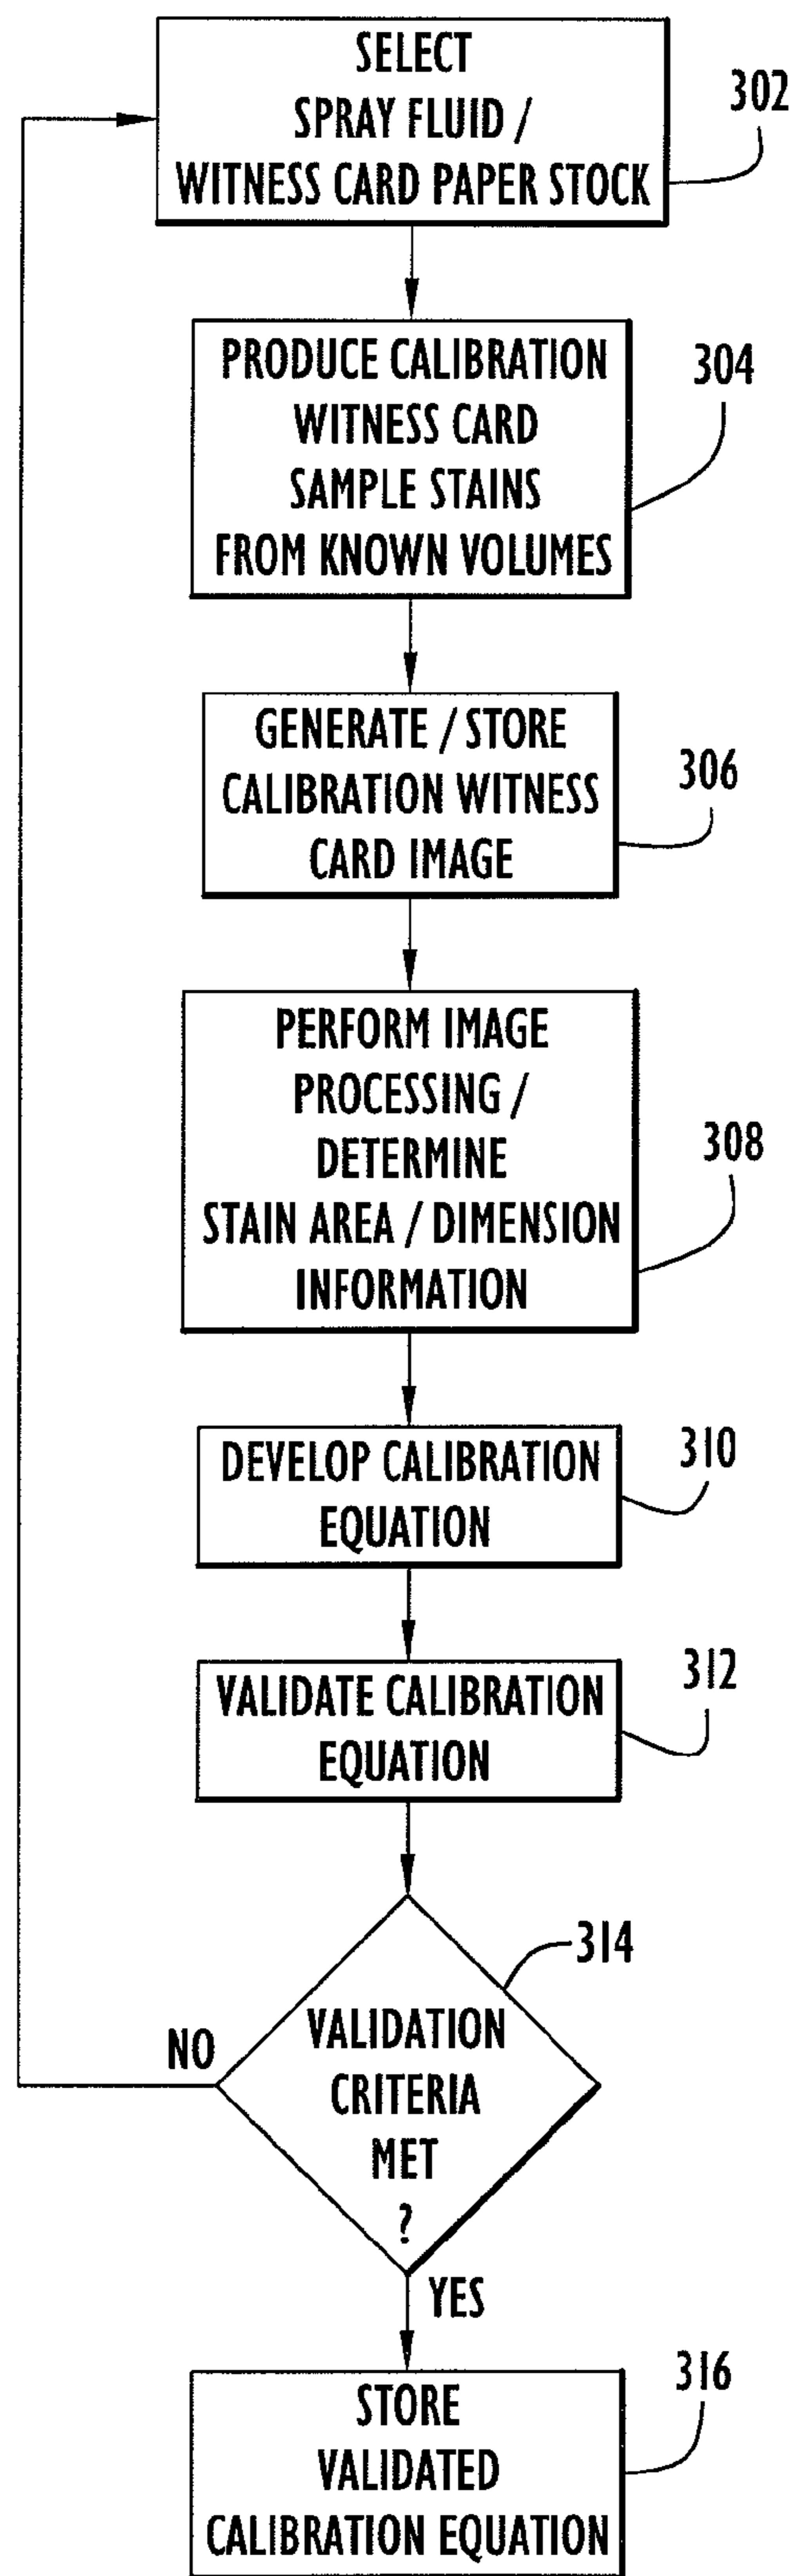 SELECT
SPRAY FLUID /
WITNESS CARD PAPER STOCK
302
PRODUCE CALIBRATION
WITNESS CARD
SAMPLE STAINS
FROM KNOWN VOLUMES
304
GENERATE / STORE
CALIBRATION WITNESS
CARD IMAGE
306
PERFORM IMAGE
PROCESSING /
DETERMINE
STAIN AREA / DIMENSION
INFORMATION
308
DEVELOP CALIBRATION
EQUATION
310
VALIDATE CALIBRATION
EQUATION
312
VALIDATION
CRITERIA
MET
?
314
NO
YES
STORE
VALIDATED
CALIBRATION EQUATION
316